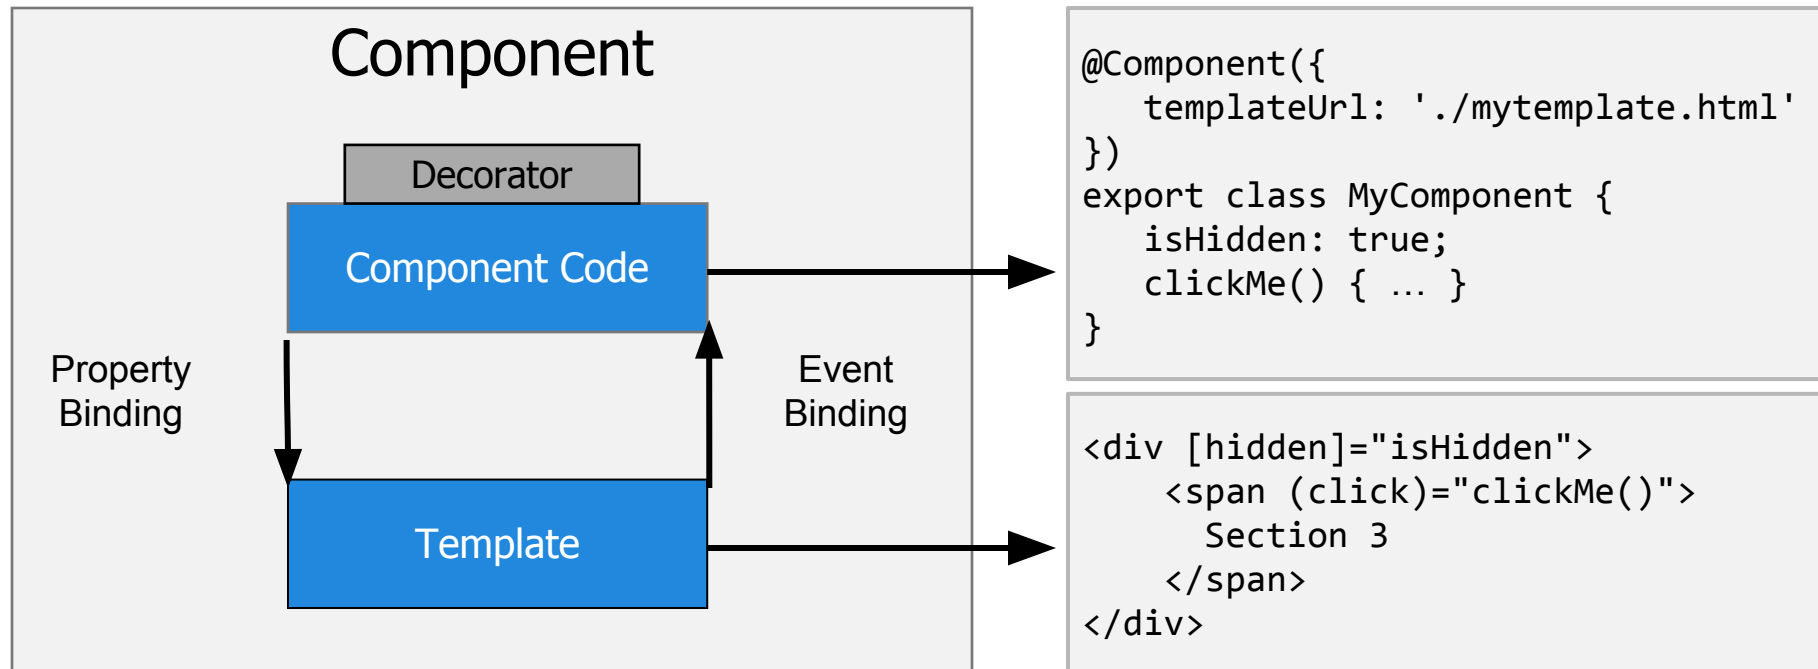 Component
Decorator
Component Code
Property
Binding
Event
Binding
Template
@Component({
   templateUrl: './mytemplate.html'
})
export class MyComponent {
   isHidden: true;
   clickMe() { … }
}
<div [hidden]="isHidden">
    <span (click)="clickMe()">
      Section 3
    </span>
</div>